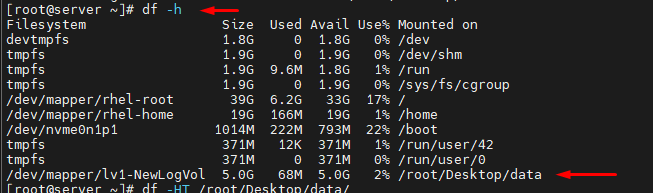 [root@server ~]# df -h
Filesystem Size Used Avail Use% Mounted on
devtmpfs 1.8G 0 1.8G 0% /dev
tmpfs 1.9G 0 1.9G 0% /dev/shm
tmpfs 1.9G 9.6M 1.8G 1% /run
tmpfs 1.9G 0 1.9G 0% /sys/fs/cgroup
/dev/mapper/rhel-root 39G 6.2G 33G 17% /
/dev/mapper/rhel-home 19G 166M 19G 1% /home
/dev/nvme0n1p1 1014M 222M 793M 22% /boot
tmpfs 371M 12K 371M 1% /run/user/42
tmpfs 371M 0 371M 0% /run/user/0
/dev/mapper/lv1-NewLogVol 5.0G 68M 5.0G 2% /root/Desktop/data
[root@server ~]# df -HT /root/Desktop/data/